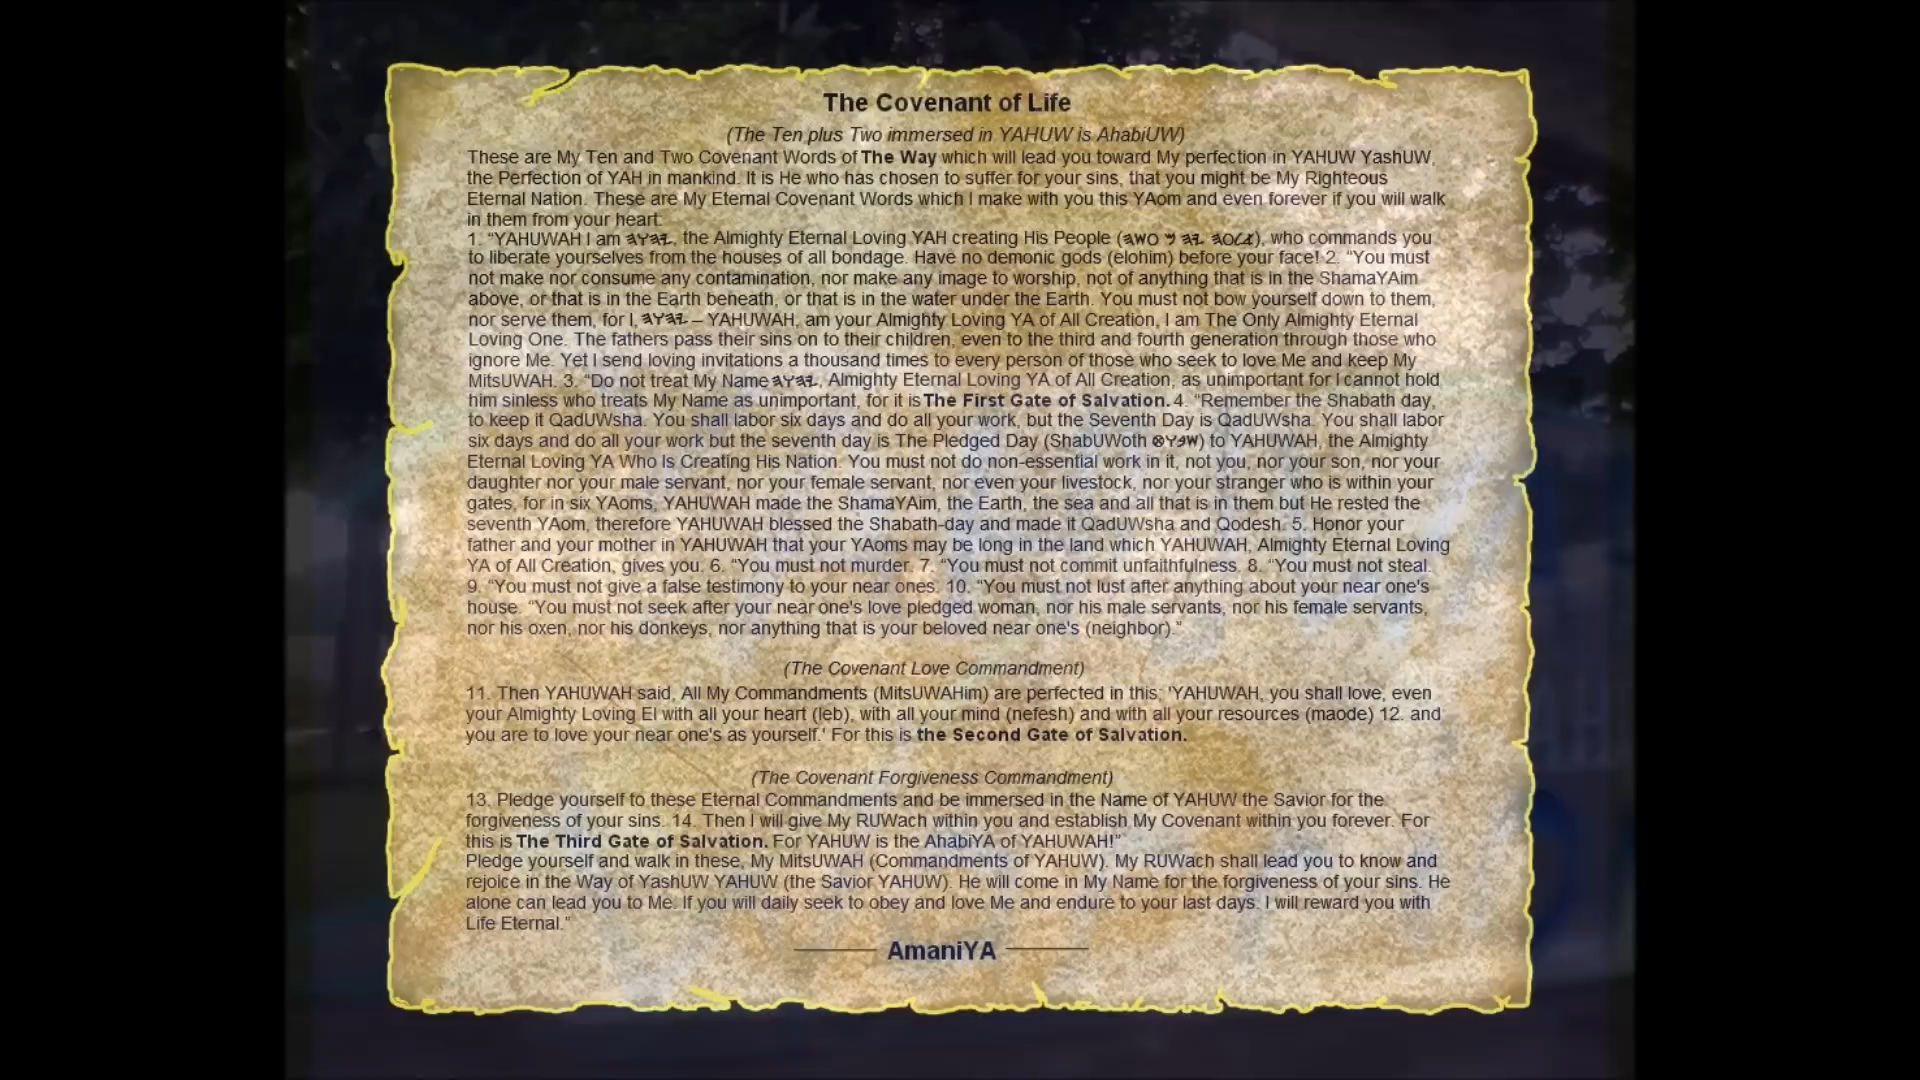 The Covenant of Life
(The Ten plus Two immersed in YAHUW is AhabiUW)
These are My Ten and Two Covenant Words of The Way which will lead you toward My perfection in YAHUW YashUW,
the Perfection of YAH in mankind. It is He who has chosen to suffer for your sins, that you might be My Righteous
Eternal Nation. These are My Eternal Covenant Words which I make with you this YAom and even forever if you will walk
in them from your heart:
1. “YAHUWAH I am 𐤉𐤄𐤅𐤄, the Almighty Eternal Loving YAH creating His People (), who commands you
to liberate yourselves from the houses of all bondage. Have no demonic gods (elohim) before your face! 2. “You must
not make nor consume any contamination, nor make any image to worship, not of anything that is in the ShamaYAim
above, or that is in the Earth beneath, or that is in the water under the Earth. You must not bow yourself down to them,
nor serve them, for I, 𐤉𐤄𐤅𐤄 – YAHUWAH, am your Almighty Loving YA of All Creation, I am The Only Almighty Eternal
Loving One. The fathers pass their sins on to their children, even to the third and fourth generation through those who
ignore Me. Yet I send loving invitations a thousand times to every person of those who seek to love Me and keep My
MitsUWAH. 3. “Do not treat My Name 𐤉𐤄𐤅𐤄, Almighty Eternal Loving YA of All Creation, as unimportant for I cannot hold
him sinless who treats My Name as unimportant, for it is The First Gate of Salvation. 4. “Remember the Shabath day,
to keep it QadUWsha. You shall labor six days and do all your work, but the Seventh Day is QadUWsha. You shall labor
six days and do all your work but the seventh day is The Pledged Day (ShabUWoth 𐤔𐤁𐤅𐤈) to YAHUWAH, the Almighty
Eternal Loving YA Who Is Creating His Nation. You must not do non-essential work in it, not you, nor your son, nor your
daughter nor your male servant, nor your female servant, nor even your livestock, nor your stranger who is within your
gates, for in six YAoms, YAHUWAH made the ShamaYAim, the Earth, the sea and all that is in them but He rested the
seventh YAom, therefore YAHUWAH blessed the Shabath-day and made it QadUWsha and Qodesh. 5. Honor your
father and your mother in YAHUWAH that your YAoms may be long in the land which YAHUWAH, Almighty Eternal Loving
YA of All Creation, gives you. 6. “You must not murder. 7. “You must not commit unfaithfulness. 8. “You must not steal.
9. “You must not give a false testimony to your near ones. 10. “You must not lust after anything about your near one's
house. “You must not seek after your near one's love pledged woman, nor his male servants, nor his female servants,
nor his oxen, nor his donkeys, nor anything that is your beloved near one's (neighbor).”
(The Covenant Love Commandment)
11. Then YAHUWAH said, All My Commandments (MitsUWAHim) are perfected in this; 'YAHUWAH, you shall love, even
your Almighty Loving El with all your heart (leb), with all your mind (nefesh) and with all your resources (maode) 12. and
you are to love your near one's as yourself.' For this is the Second Gate of Salvation.
(The Covenant Forgiveness Commandment)
13. Pledge yourself to these Eternal Commandments and be immersed in the Name of YAHUW the Savior for the
forgiveness of your sins. 14. Then I will give My RUWach within you and establish My Covenant within you forever. For
this is The Third Gate of Salvation. For YAHUW is the AhabiYA of YAHUWAH!”
Pledge yourself and walk in these, My MitsUWAH (Commandments of YAHUW). My RUWach shall lead you to know and
rejoice in the Way of YashUW YAHUW (the Savior YAHUW). He will come in My Name for the forgiveness of your sins. He
alone can lead you to Me. If you will daily seek to obey and love Me and endure to your last days. I will reward you with
Life Eternal.”
AmaniYA